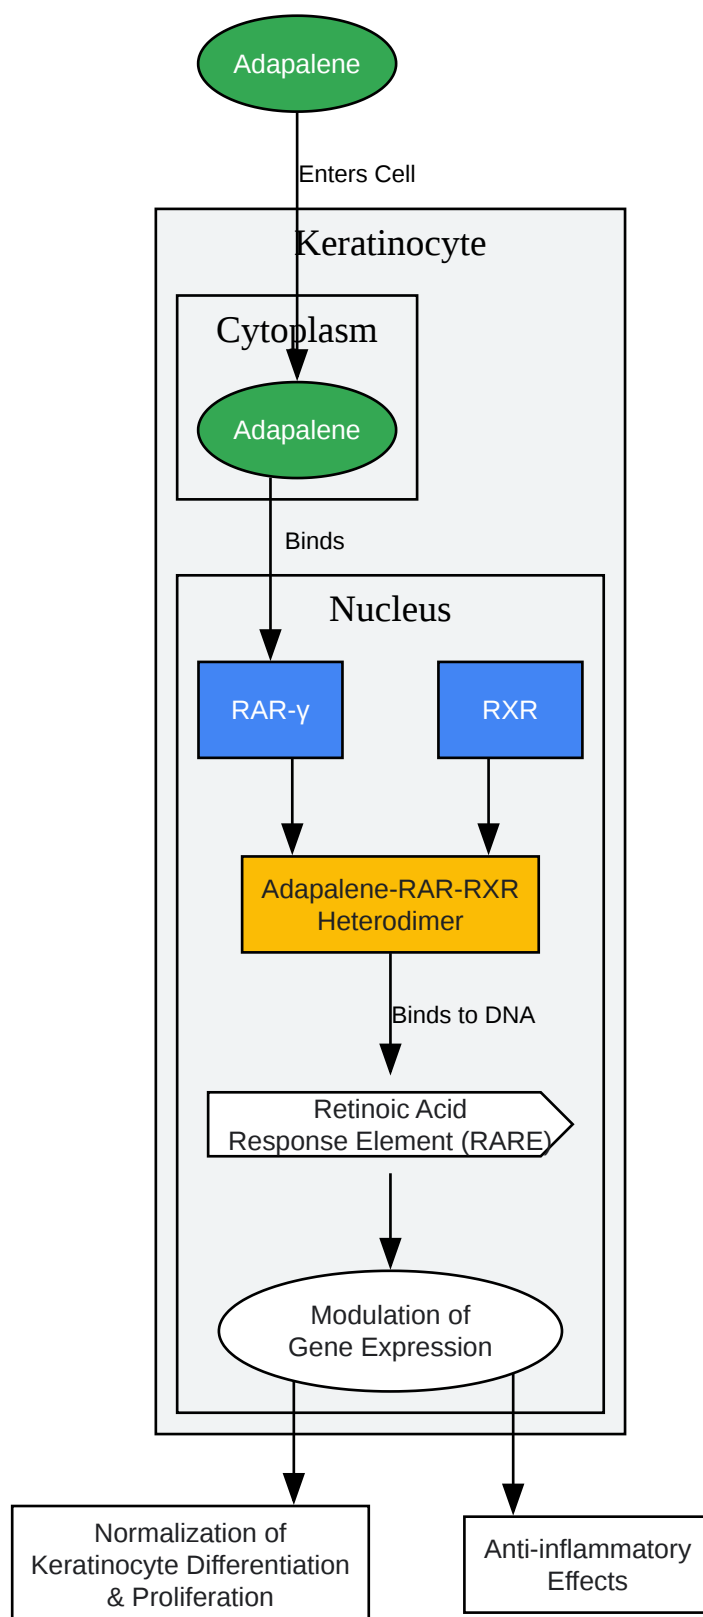 Adapalene
Enters Cell
Keratinocyte
Cytoplasm
Adapalene
Binds
Nucleus
RAR-γ
RXR
Adapalene-RAR-RXR
Heterodimer
Binds to DNA
Retinoic Acid
Response Element (RARE)
Modulation of
Gene Expression
Normalization of
Keratinocyte Differentiation
& Proliferation
Anti-inflammatory
Effects